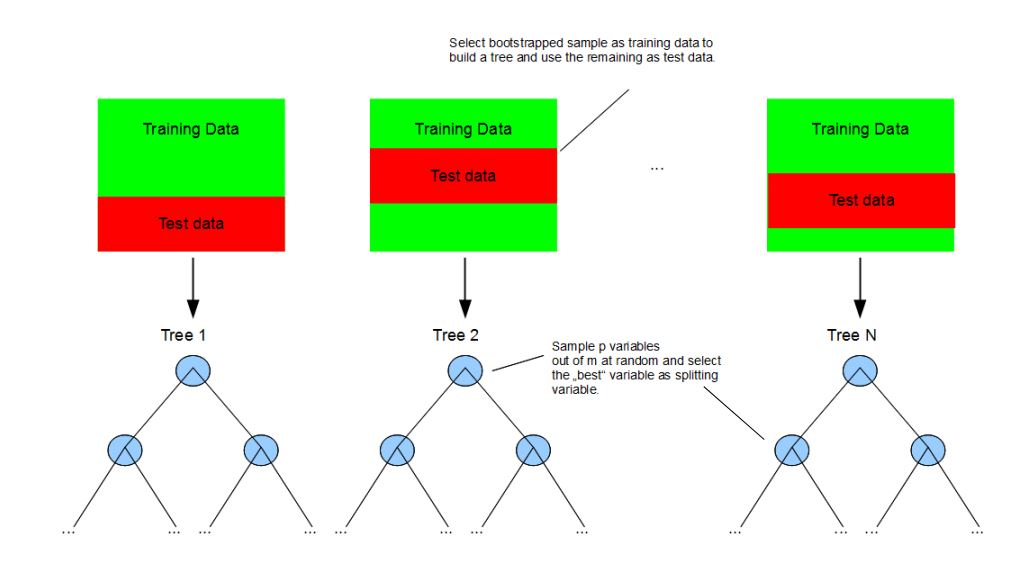 Select bootstrapped sample as training data to
build a tree and use the remaining as test data.
Training Data
Training Data
Training Data
Test data
Test data
Test data
...
Tree 1
Tree 2
Tree N
Sample p variables
out of m at random and select
the „best“ variable as splitting
variable.
...
...
...
...
...
...
...
...
...
...
...
...